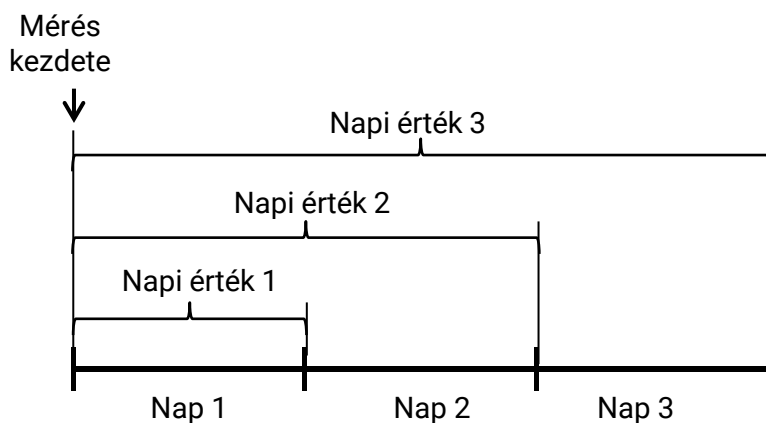 Mérés
kezdete
Napi érték 3
Napi érték 2
Napi érték 1
Nap 1
Nap 2
Nap 3